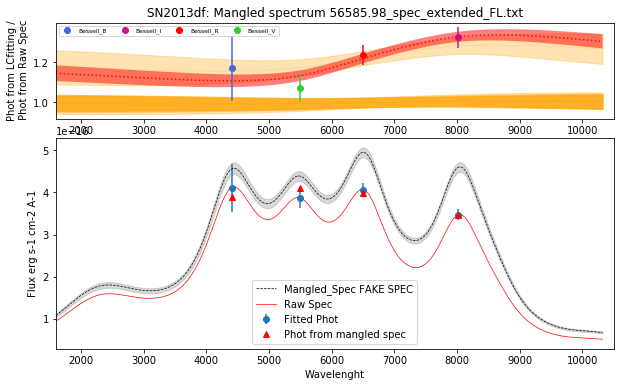 SN2013df: Mangled spectrum 56585.98_spec_extended_FL.txt
Phot from LCfitting /
Phot from Raw Spec
Bessell_B
Bessell_I
Bessell_R
Bessell_V
1.2
1.0
2000 3000 4000 5000 6000 7000 8000 9000 10000
1e−16
Flux erg s-1 cm-2 A-1
5
4
3
2
1
Mangled_Spec FAKE SPEC
Raw Spec
Fitted Phot
Phot from mangled spec
2000 3000 4000 5000 6000 7000 8000 9000 10000
Wavelenght